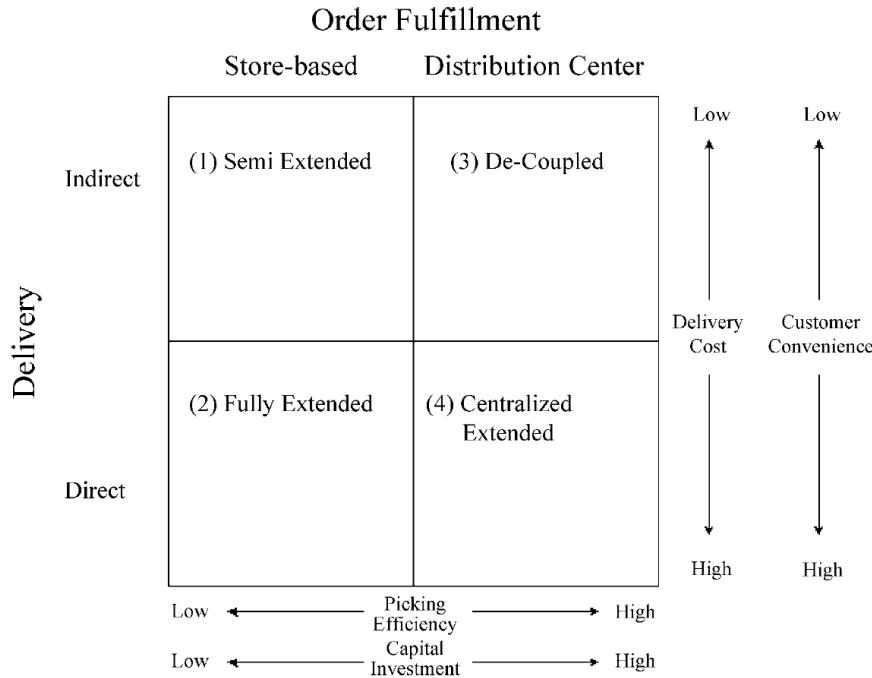 Order Fulfillment
Store-based Distribution Center
Low Low
(1) Semi Extended (3) De-Coupled
Indirect
Delivery
Delivery
Cost
Customer
Convenience
(2) Fully Extended (4) Centralized
Extended
Direct
High High
Low Picking
Efficiency High
Low Capital
Investment High